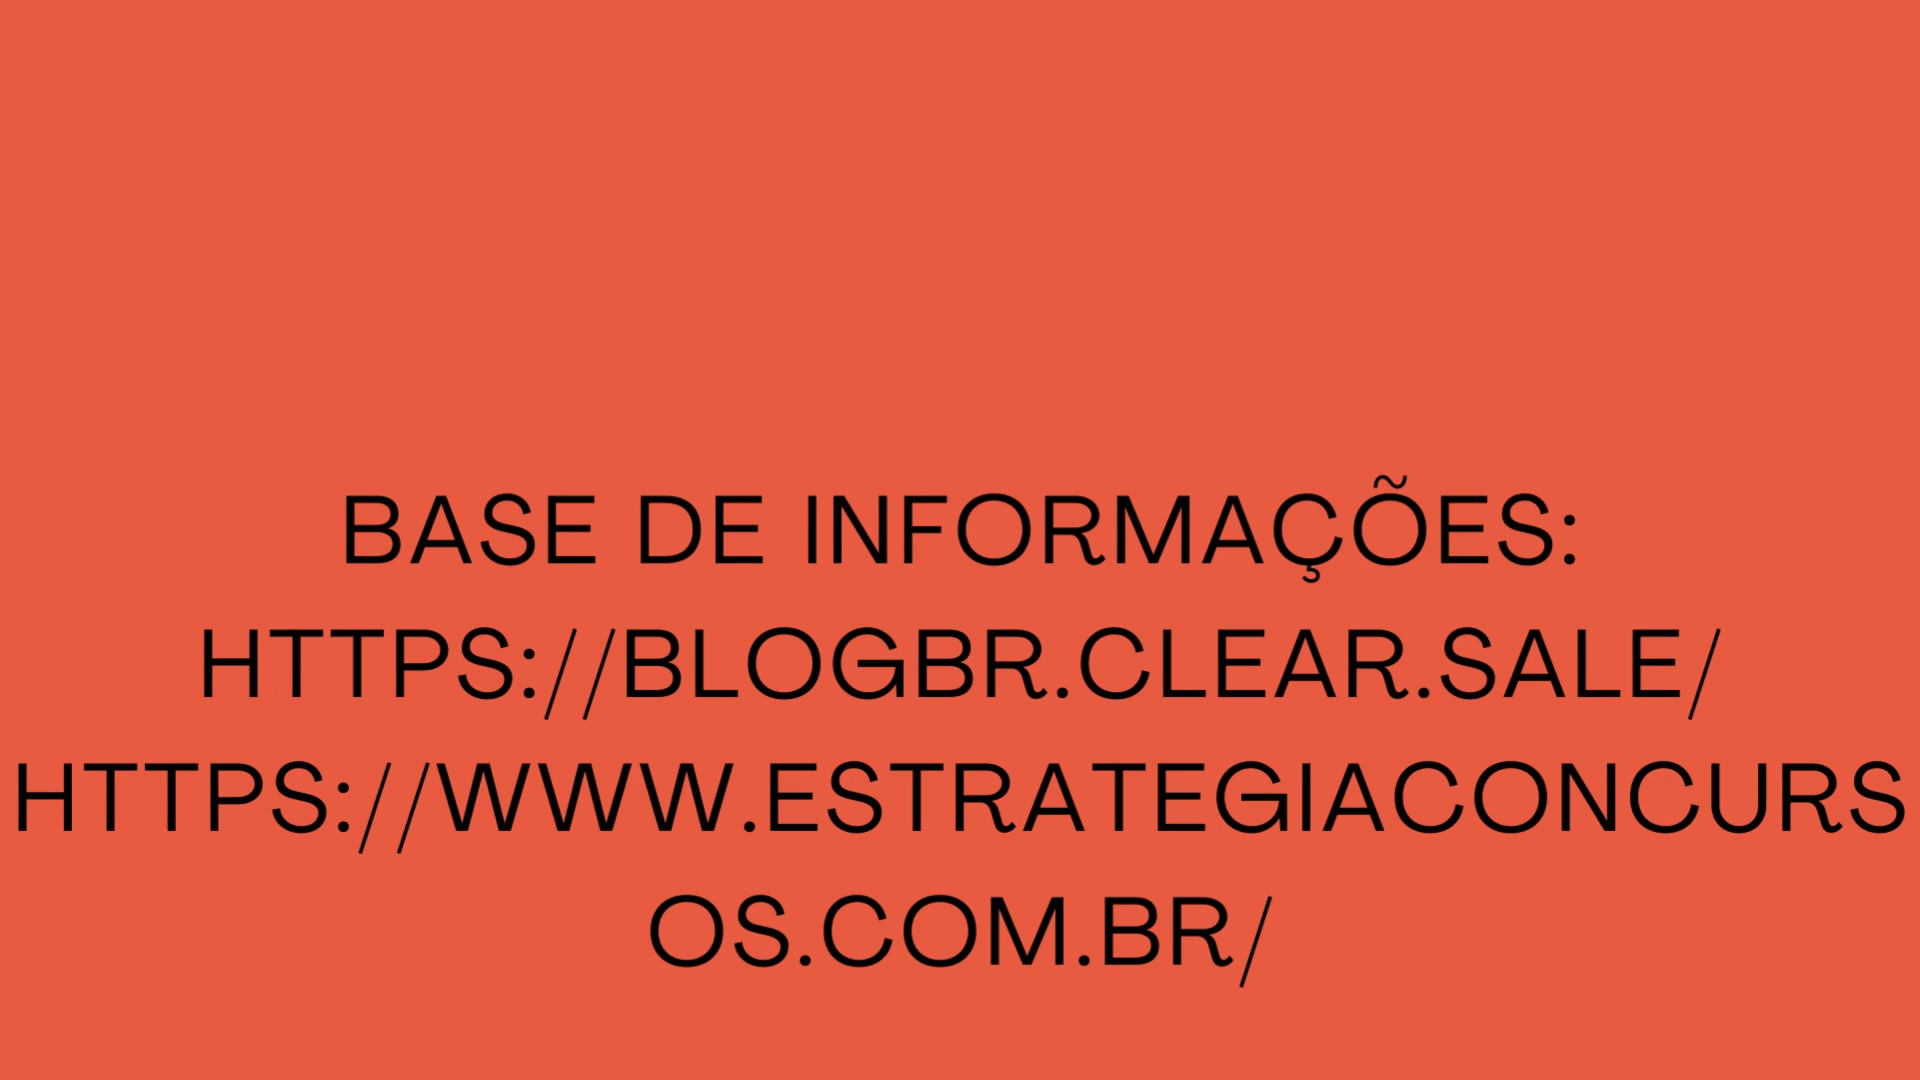 BASE DE INFORMAÇÕES:
HTTPS://BLOGBR.CLEAR.SALE/
HTTPS://WWW.ESTRATEGIACONCURS
OS.COM.BR/